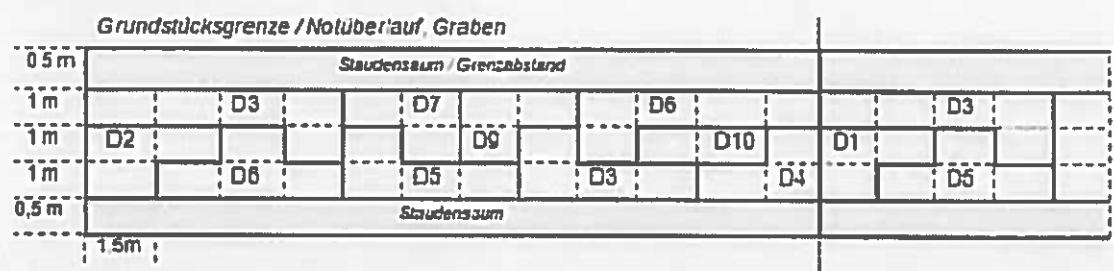 Grundstücksgrenze / Notüberlauf, Graben
0 5 m Staudensaum / Grenzabstand
1 m D3 D7 D6 D3
1 m D2 D9 D10 D1
1 m D6 D5 D3 D4 D5
0,5 m Staudensaum
1.5m